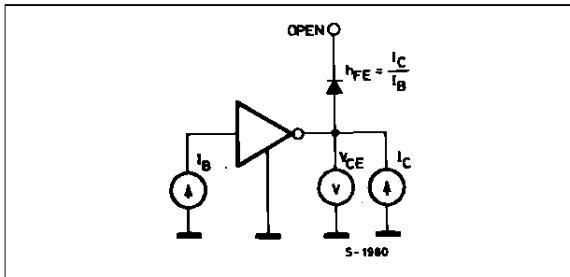 OPEN
hFE = IC
IB
IB
VCE
IC
V
S-1980